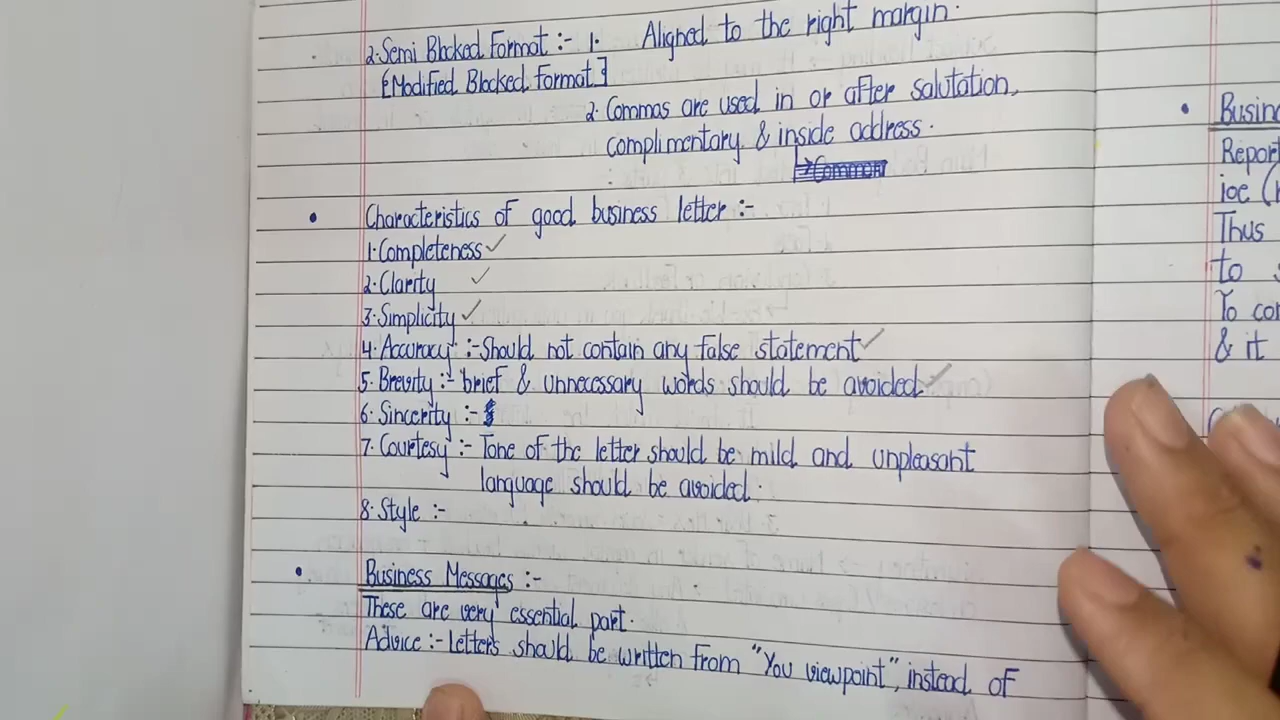 2. Semi Blocked Format :- 1. Aligned to the right margin.
[Modified Blocked Format]
2. Commas are used in or after salutation,
complimentary & inside address.
• Characteristics of good business letter :-
1. Completeness ✓
2. Clarity ✓
3. Simplicity ✓
4. Accuracy :- Should not contain any false statement ✓
5. Brevity :- brief & unnecessary words should be avoided ✓
6. Sincerity :-
7. Courtesy :- Tone of the letter should be mild and unpleasant
language should be avoided.
8. Style :-
• Business Messages :-
These are very essential part.
Advice :- Letters should be written from "You viewpoint", instead of
Thus
to
& it